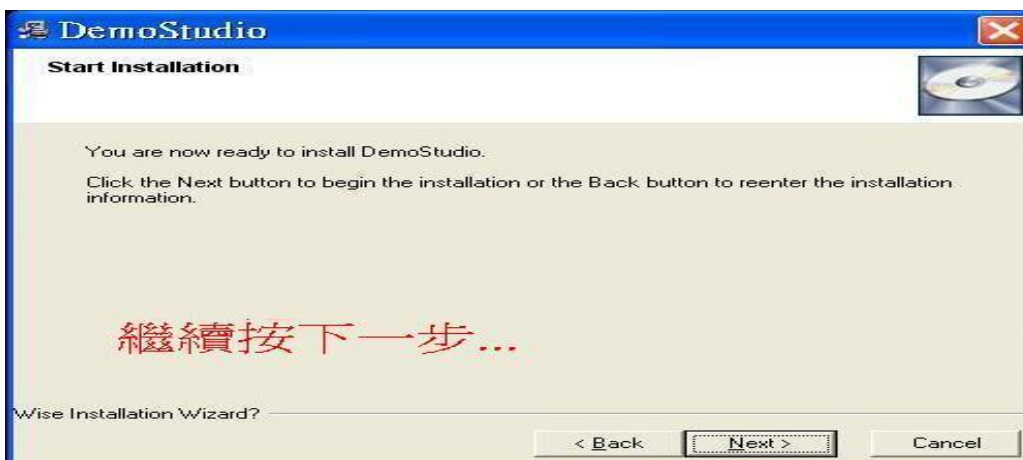 DemoStudio
Start Installation
You are now ready to install DemoStudio.
Click the Next button to begin the installation or the Back button to reenter the installation
information.
繼續按下一步...
Wise Installation Wizard?
< Back
Next >
Cancel